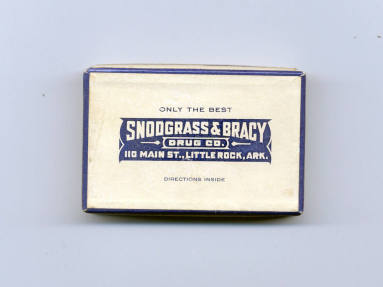 ONLY THE BEST
SNODGRASS & BRACY
DRUG CO.
110 MAIN ST., LITTLE ROCK, ARK.
DIRECTIONS INSIDE